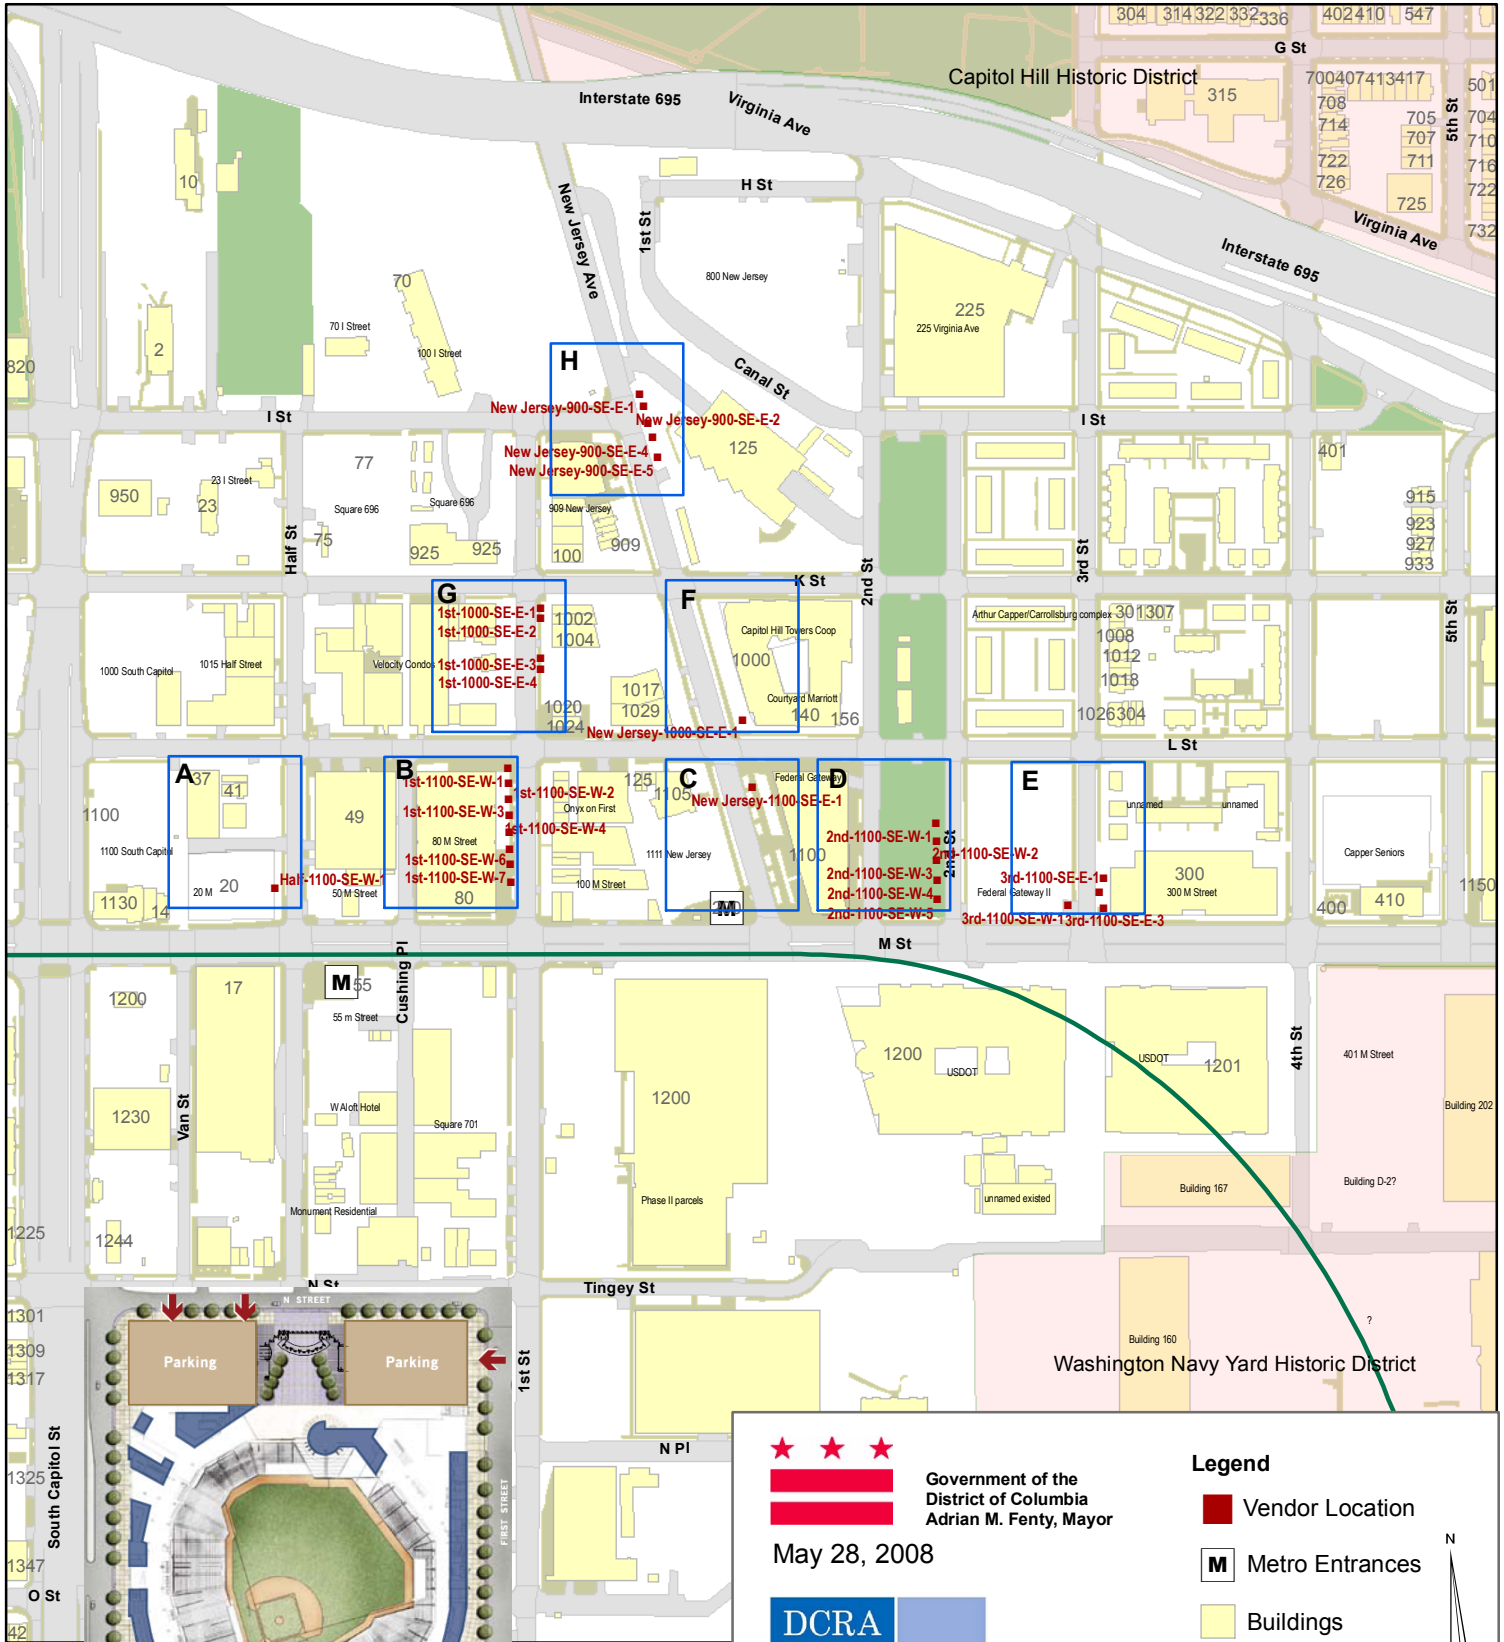 304 314 322 332 336 402 410 547
G St
Capitol Hill Historic District
315
700 407 413 417
501
708
705
704
714
707
710
722
711
716
726
725
722
732
5th St
Interstate 695
Virginia Ave
Virginia Ave
Interstate 695
10
H St
1st St
New Jersey Ave
800 New Jersey
225
225 Virginia Ave
70
70 I Street
100 I Street
2
820
H
Canal St
I St
I St
New Jersey-900-SE-E-1
New Jersey-900-SE-E-2
New Jersey-900-SE-E-4
New Jersey-900-SE-E-5
125
77
401
23 I Street
950
23
Square 696
Square 696
909 New Jersey
915
923
927
933
Half St
75
925
925
100
909
2nd St
3rd St
K St
G
F
1st-1000-SE-E-1
1st-1000-SE-E-2
1st-1000-SE-E-3
1st-1000-SE-E-4
1002
1004
Capitol Hill Towers Coop
1000
Courtyard Marriott
140
156
Arthur Capper/Carrollsburg complex
301 307
1008
1012
1018
1026 304
5th St
1000 South Capitol
1015 Half Street
Velocity Condos
1017
1029
1020
1024
New Jersey-1000-SE-E-1
L St
A
37
41
B
1st-1100-SE-W-1
1st-1100-SE-W-2
1st-1100-SE-W-3
1st-1100-SE-W-4
1st-1100-SE-W-6
1st-1100-SE-W-7
80 M Street
80
49
125
1105
Onyx on First
C
Federal Gateway
New Jersey-1100-SE-E-1
D
E
unnamed
unnamed
1100
1100 South Capitol
1111 New Jersey
1100
2nd-1100-SE-W-1
2nd-1100-SE-W-2
2nd-1100-SE-W-3
2nd-1100-SE-W-4
2nd-1100-SE-W-5
2nd St
3rd-1100-SE-E-1
3rd-1100-SE-W-1
3rd-1100-SE-E-3
Federal Gateway II
300
300 M Street
Capper Seniors
Half-1100-SE-W-1
20 M
20
50 M Street
100 M Street
1130
14
400
410
1150
M
M St
Cushing Pl
M
55
55 m Street
1200
17
1230
Van St
W Aloft Hotel
Square 701
Monument Residential
1225
1244
1200
Phase II parcels
1200
USDOT
USDOT
1201
unnamed existed
4th St
401 M Street
Building 202
Building 167
Building D-2?
N St
Tingey St
1301
1309
1317
1325
1347
42
South Capitol St
O St
N STREET
Parking
Parking
FIRST STREET
1st St
N Pl
?
Building 160
Washington Navy Yard Historic District
Government of the
District of Columbia
Adrian M. Fenty, Mayor
May 28, 2008
DCRA
Legend
Vendor Location
M Metro Entrances
Buildings
N